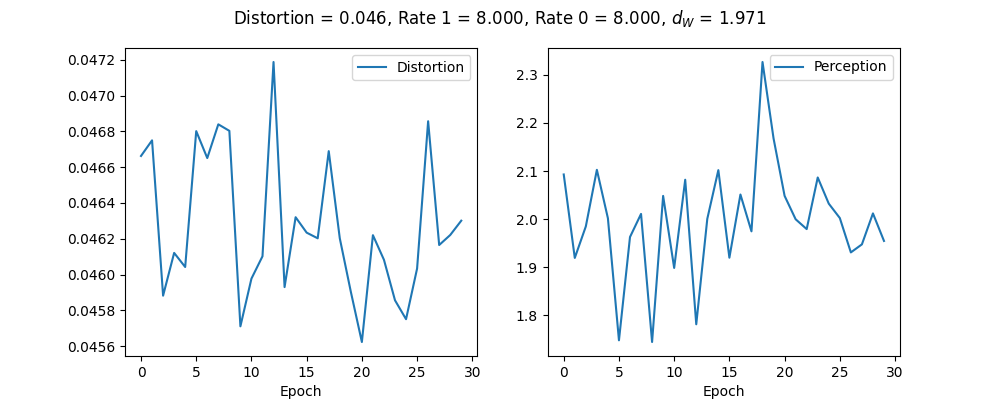 Distortion = 0.046, Rate 1 = 8.000, Rate 0 = 8.000, d_W = 1.971
Distortion
0.0472
0.0470
0.0468
0.0466
0.0464
0.0462
0.0460
0.0458
0.0456
0 5 10 15 20 25 30
Epoch
Perception
2.3
2.2
2.1
2.0
1.9
1.8
0 5 10 15 20 25 30
Epoch